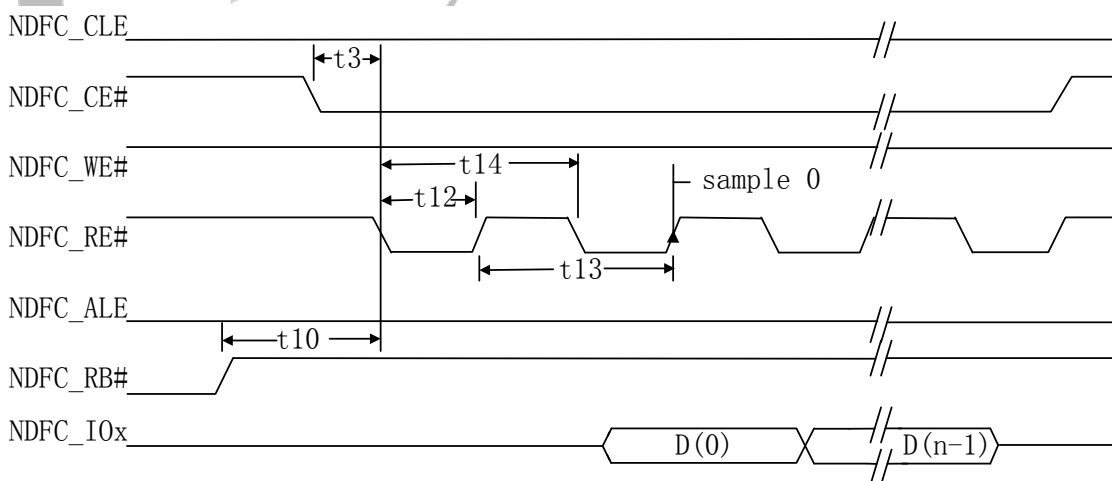 NDFC_CLE
t3
NDFC_CE#
NDFC_WE#
t14
sample 0
t12
NDFC_RE#
t13
NDFC_ALE
t10
NDFC_RB#
NDFC_IOx
D(0)
D(n-1)